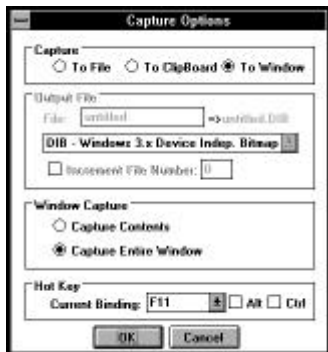 Capture Options
Capture
To File To ClipBoard To Window
Output File
File: untitled =>untitled.DIB
DIB - Windows 3.x Device Indep. Bitmap
Increment File Number: 0
Window Capture
Capture Contents
Capture Entire Window
Hot Key
Current Binding: F11 Alt Ctrl
OK Cancel